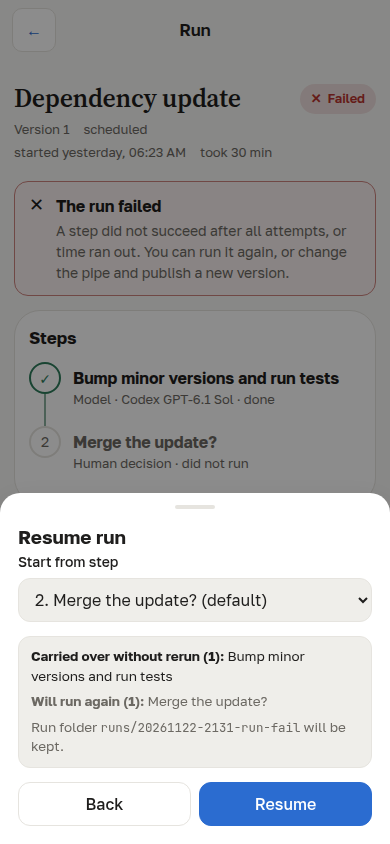 ←
Run
Dependency update
✕ Failed
Version 1 scheduled
started yesterday, 06:23 AM took 30 min
✕ The run failed
A step did not succeed after all attempts, or
time ran out. You can run it again, or change
the pipe and publish a new version.
Steps
✓ Bump minor versions and run tests
Model · Codex GPT-6.1 Sol · done
2 Merge the update?
Human decision · did not run
Resume run
Start from step
2. Merge the update? (default)
Carried over without rerun (1): Bump minor
versions and run tests
Will run again (1): Merge the update?
Run folder runs/20261122-2131-run-fail will be
kept.
Back
Resume